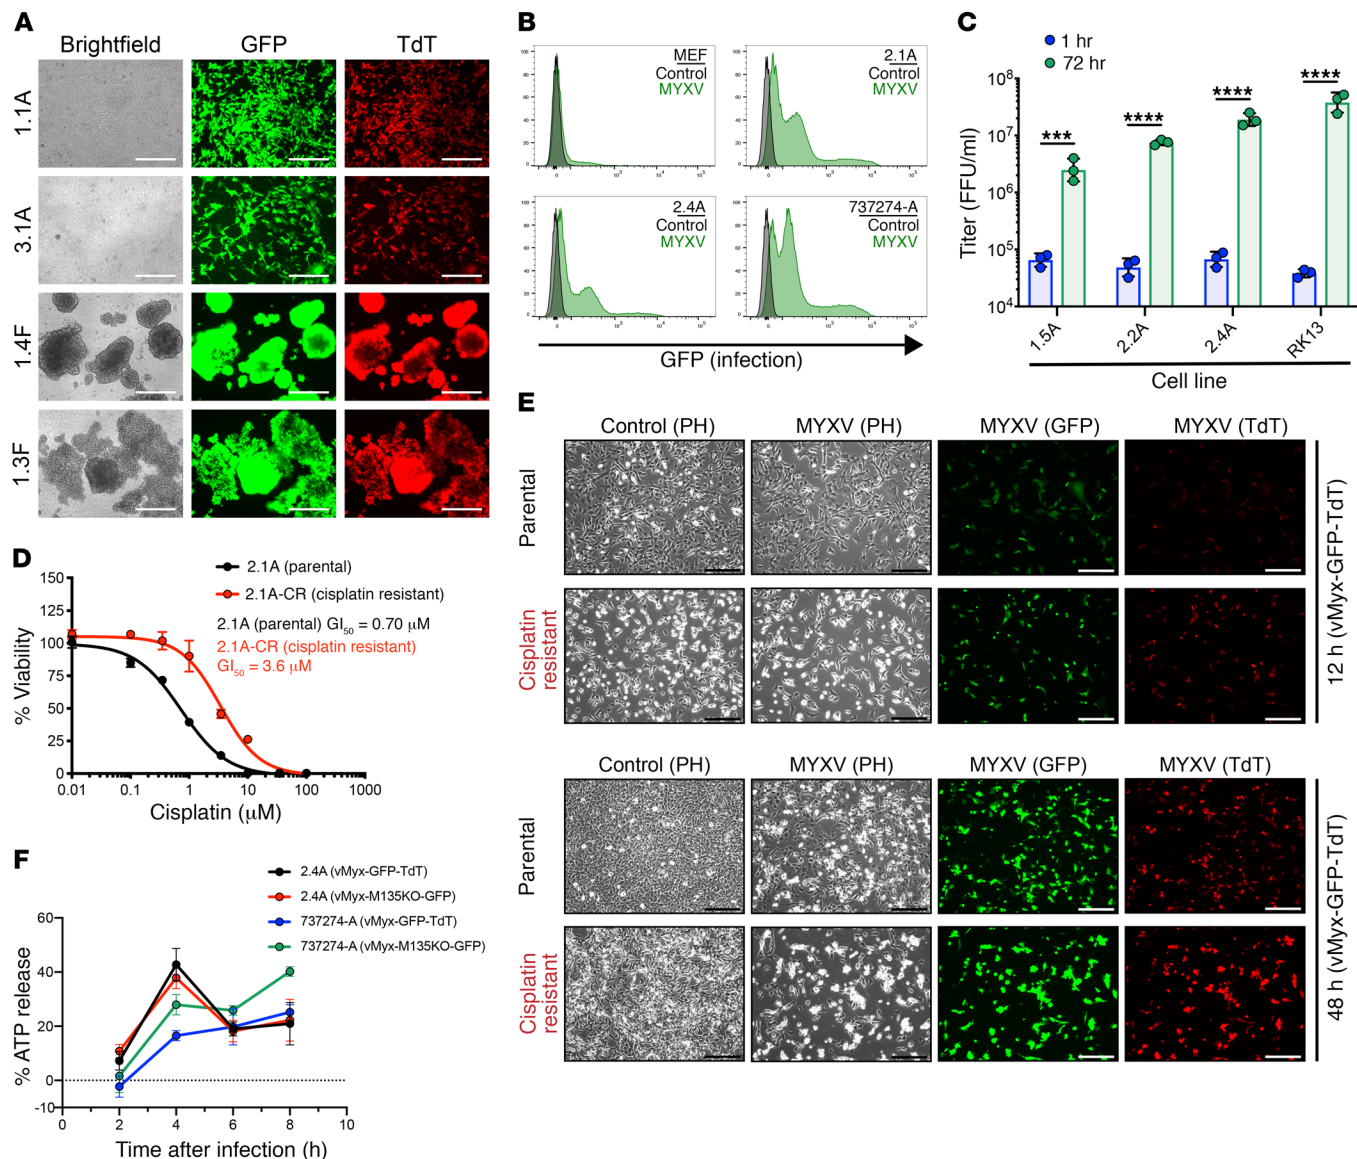 A
Brightfield
GFP
TdT
1.1A
3.1A
1.4F
1.3F
B
MEF
Control
MYXV
2.1A
Control
MYXV
2.4A
Control
MYXV
737274-A
Control
MYXV
GFP (infection)
C
1 hr
72 hr
Titer (FFU/ml)
10⁸
10⁷
10⁶
10⁵
10⁴
***
****
****
****
1.5A
2.2A
2.4A
RK13
Cell line
D
2.1A (parental)
2.1A-CR (cisplatin resistant)
2.1A (parental) GI₅₀ = 0.70 μM
2.1A-CR (cisplatin resistant)
GI₅₀ = 3.6 μM
% Viability
150
125
100
75
50
25
0
0.01
0.1
1
10
100
1000
Cisplatin (μM)
E
Control (PH)
MYXV (PH)
MYXV (GFP)
MYXV (TdT)
Parental
Cisplatin
resistant
12 h (vMyx-GFP-TdT)
Control (PH)
MYXV (PH)
MYXV (GFP)
MYXV (TdT)
Parental
Cisplatin
resistant
48 h (vMyx-GFP-TdT)
F
2.4A (vMyx-GFP-TdT)
2.4A (vMyx-M135KO-GFP)
737274-A (vMyx-GFP-TdT)
737274-A (vMyx-M135KO-GFP)
% ATP release
60
40
20
0
-10
0
2
4
6
8
10
Time after infection (h)